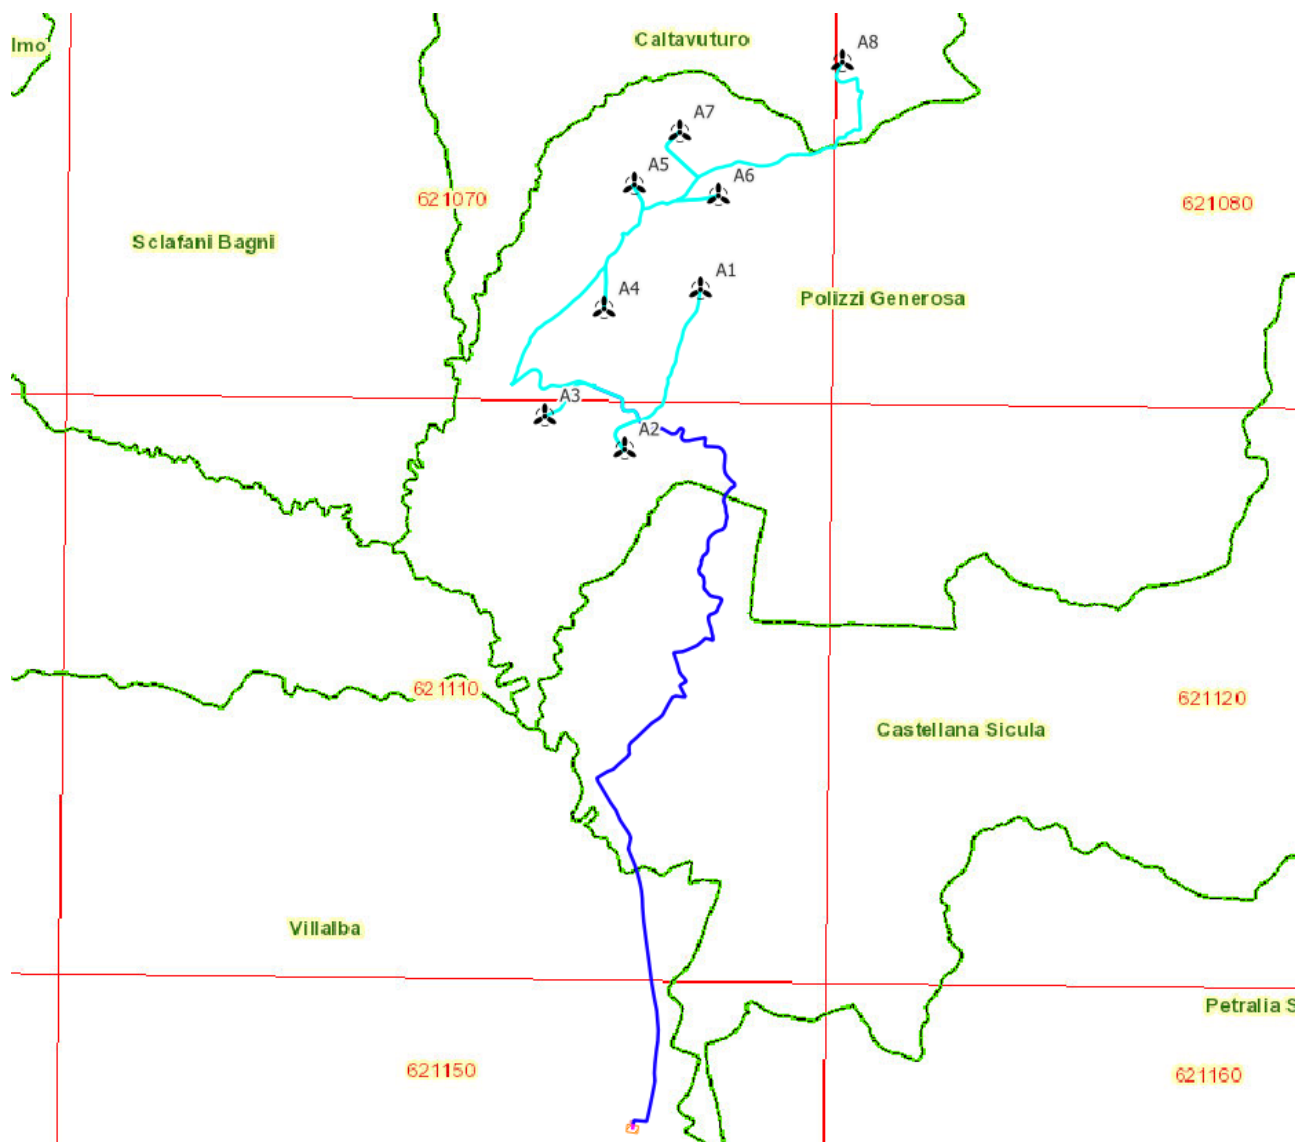 lmo
Caltavuturo
A8
A7
A5
A6
621070
621080
Sclafani Bagni
A1
A4
Polizzi Generosa
A3
A2
621110
621120
Castellana Sicula
Villalba
Petralia S
621150
621160